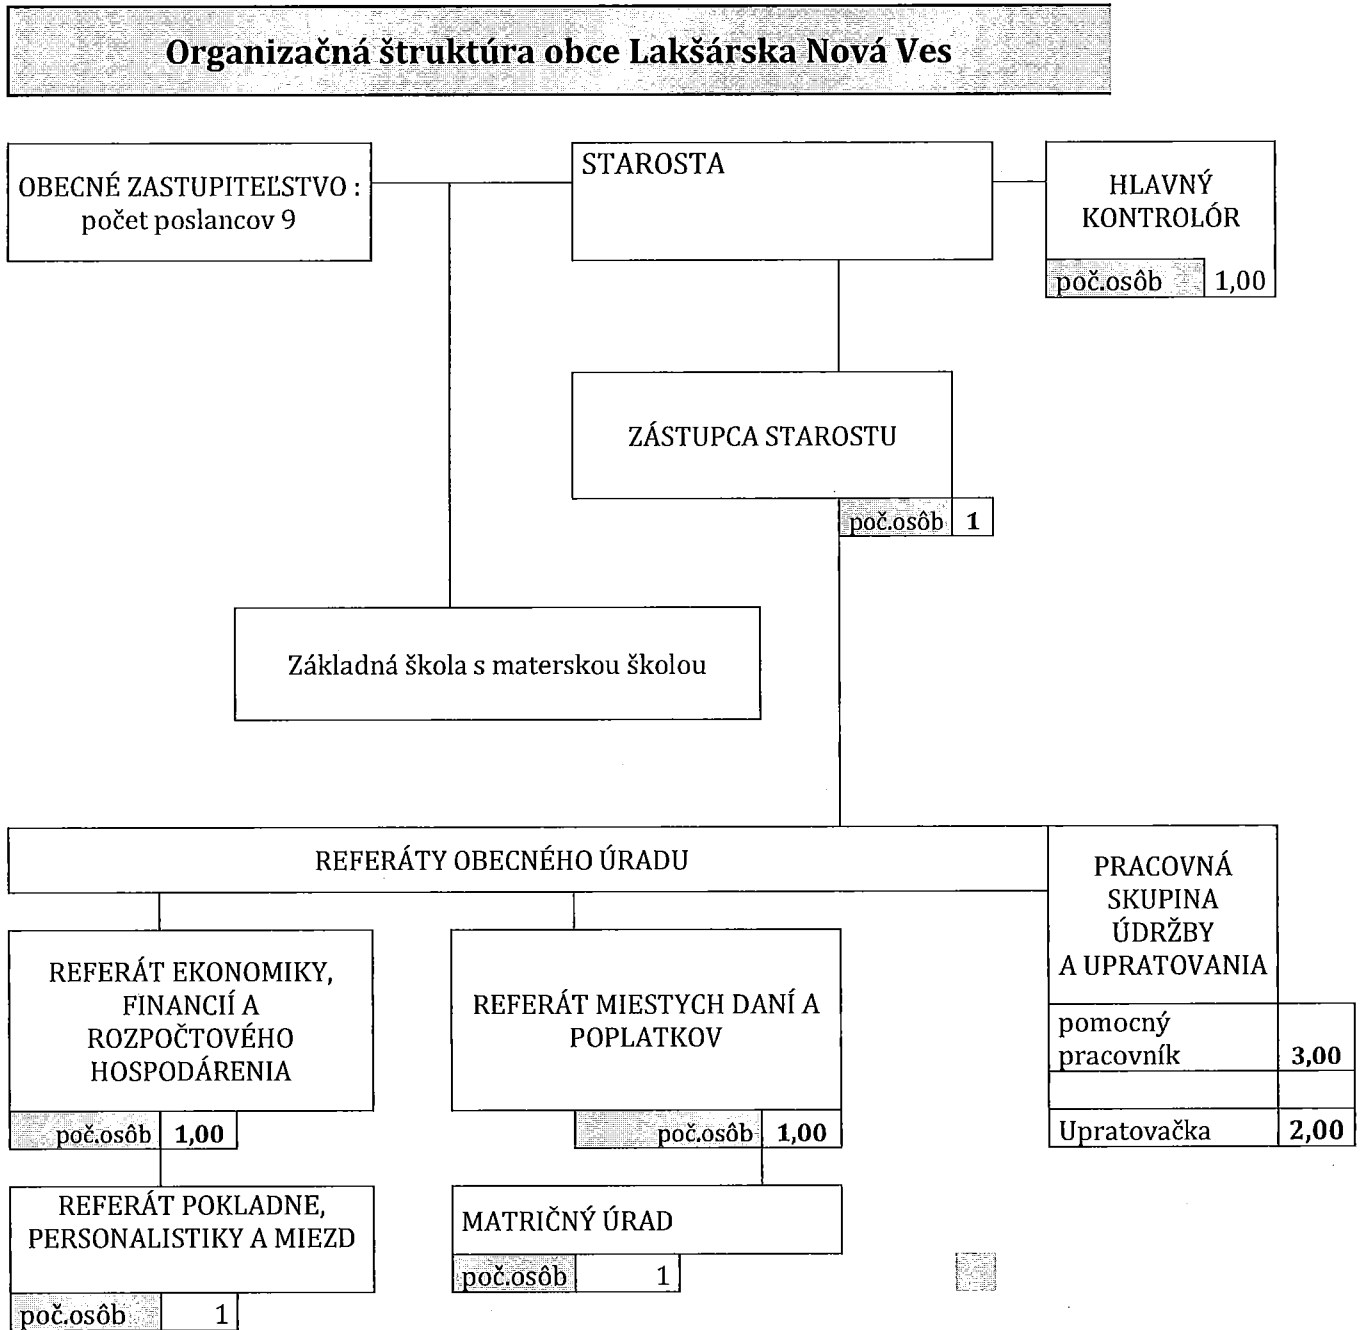 Organizačná štruktúra obce Lakšárska Nová Ves
OBECNÉ ZASTUPITEĽSTVO :
počet poslancov 9
STAROSTA
HLAVNÝ
KONTROLÓR
poč.osôb 1,00
ZÁSTUPCA STAROSTU
poč.osôb 1
Základná škola s materskou školou
REFERÁTY OBECNÉHO ÚRADU
PRACOVNÁ
SKUPINA
ÚDRŽBY
A UPRATOVANIA
pomocný
pracovník 3,00
Upratovačka 2,00
REFERÁT EKONOMIKY,
FINANCIÍ A
ROZPOČTOVÉHO
HOSPODÁRENIA
poč.osôb 1,00
REFERÁT MIESTYCH DANÍ A
POPLATKOV
poč.osôb 1,00
REFERÁT POKLADNE,
PERSONALISTIKY A MIEZD
poč.osôb 1
MATRIČNÝ ÚRAD
poč.osôb 1